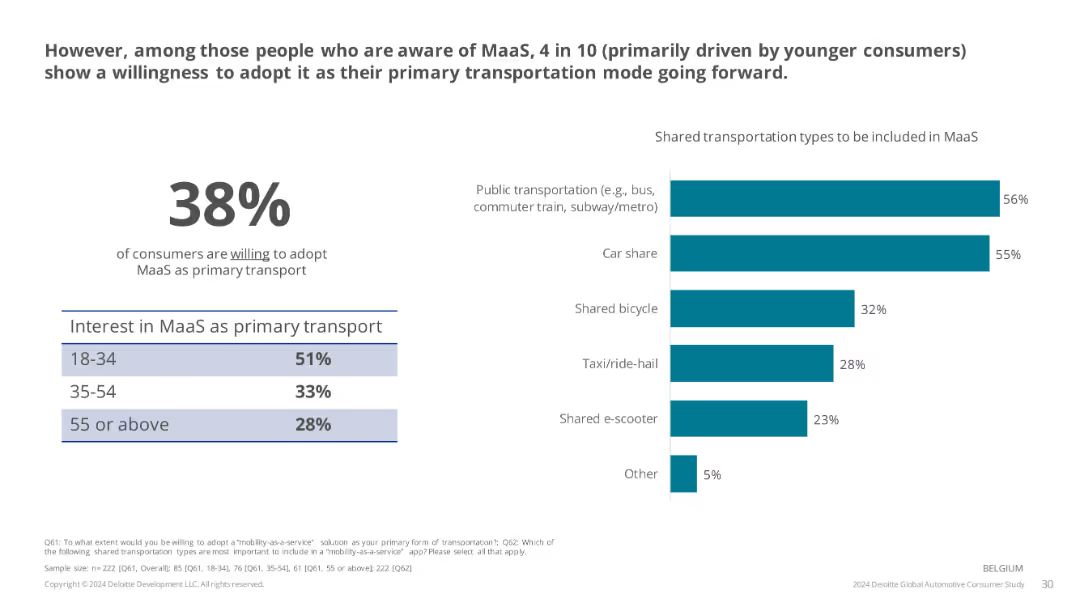 However, among those people who are aware of MaaS, 4 in 10 (primarily driven by younger consumers)
show a willingness to adopt it as their primary transportation mode going forward.
38%
of consumers are willing to adopt
MaaS as primary transport
Interest in MaaS as primary transport
18-34 51%
35-54 33%
55 or above 28%
Shared transportation types to be included in MaaS
Public transportation (e.g., bus,
commuter train, subway/metro)
56%
Car share
55%
Shared bicycle
32%
Taxi/ride-hail
28%
Shared e-scooter
23%
Other
5%
Q61: To what extent would you be willing to adopt a "mobility-as-a-service" solution as your primary form of transportation?; Q62: Which of
the following shared transportation types are most important to include in a "mobility-as-a-service" app? Please select all that apply.
Sample size: n= 222 [Q61, Overall]; 85 [Q61, 18-34], 76 [Q61, 35-54], 61 [Q61, 55 or above]; 222 [Q62]
Copyright © 2024 Deloitte Development LLC. All rights reserved.
BELGIUM
2024 Deloitte Global Automotive Consumer Study 30